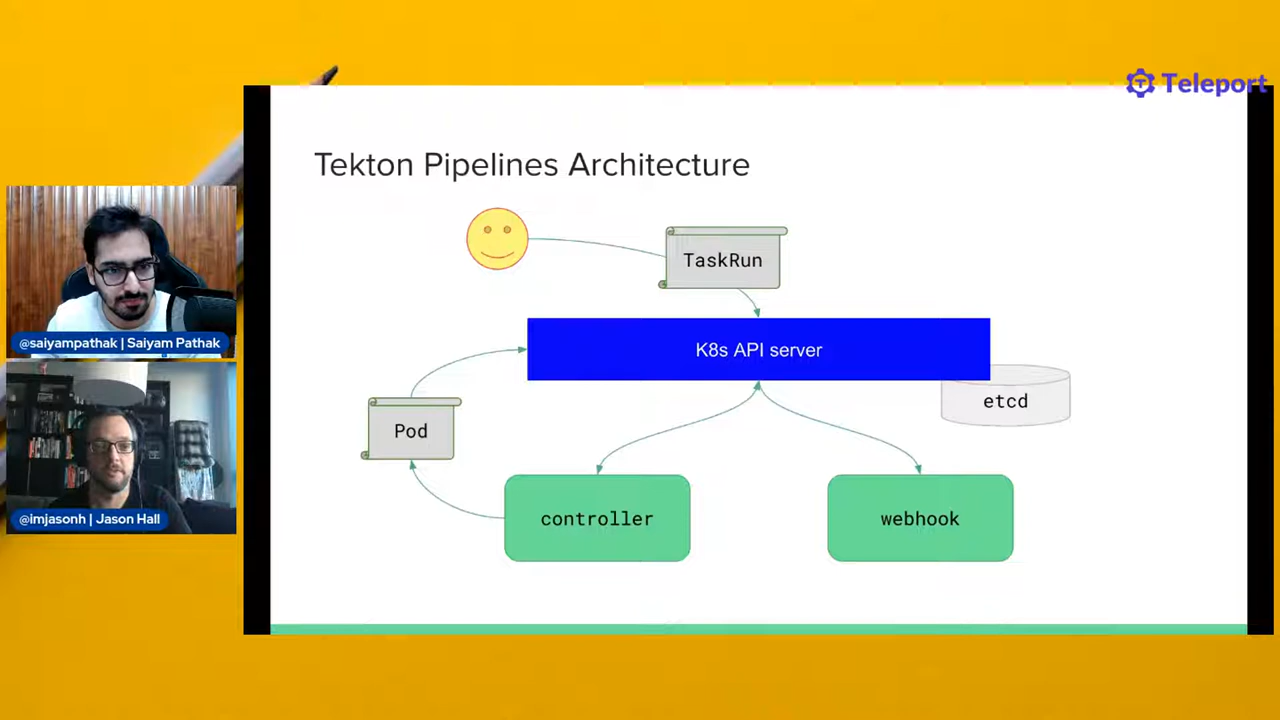 Teleport
Tekton Pipelines Architecture
TaskRun
K8s API server
etcd
Pod
controller
webhook
@saiyampathak | Saiyam Pathak
@imjasonh | Jason Hall